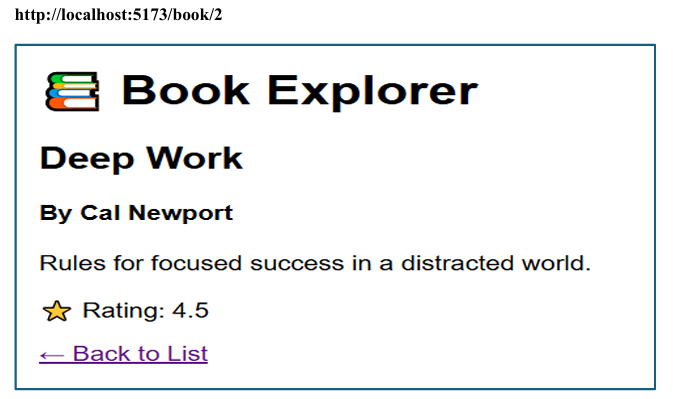 http://localhost:5173/book/2
📚 Book Explorer
Deep Work
By Cal Newport
Rules for focused success in a distracted world.
⭐ Rating: 4.5
← Back to List